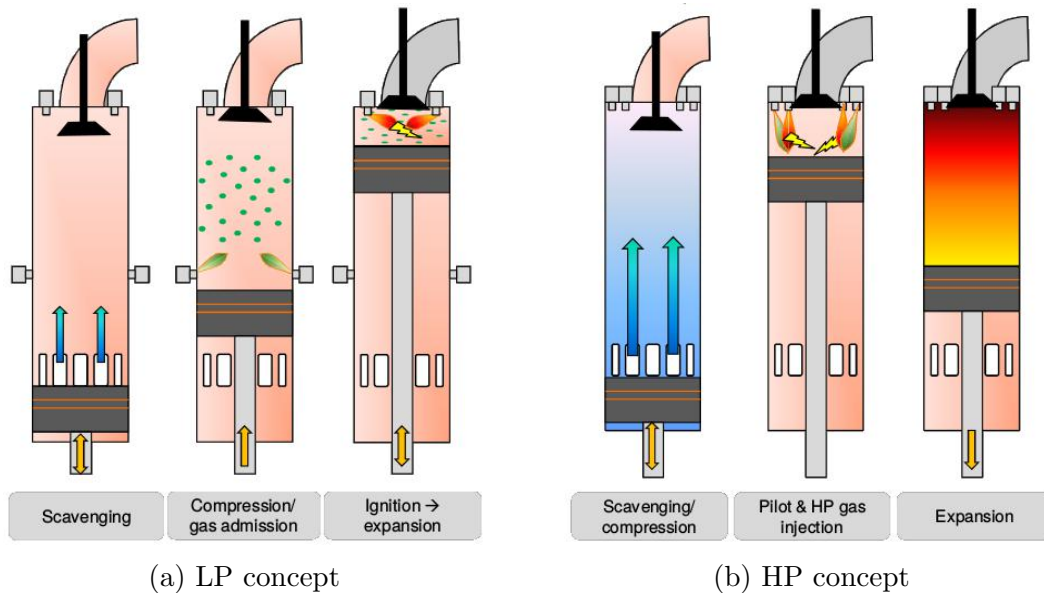 Scavenging
Compression/
gas admission
Ignition →
expansion
(a) LP concept
Scavenging/
compression
Pilot & HP gas
injection
Expansion
(b) HP concept